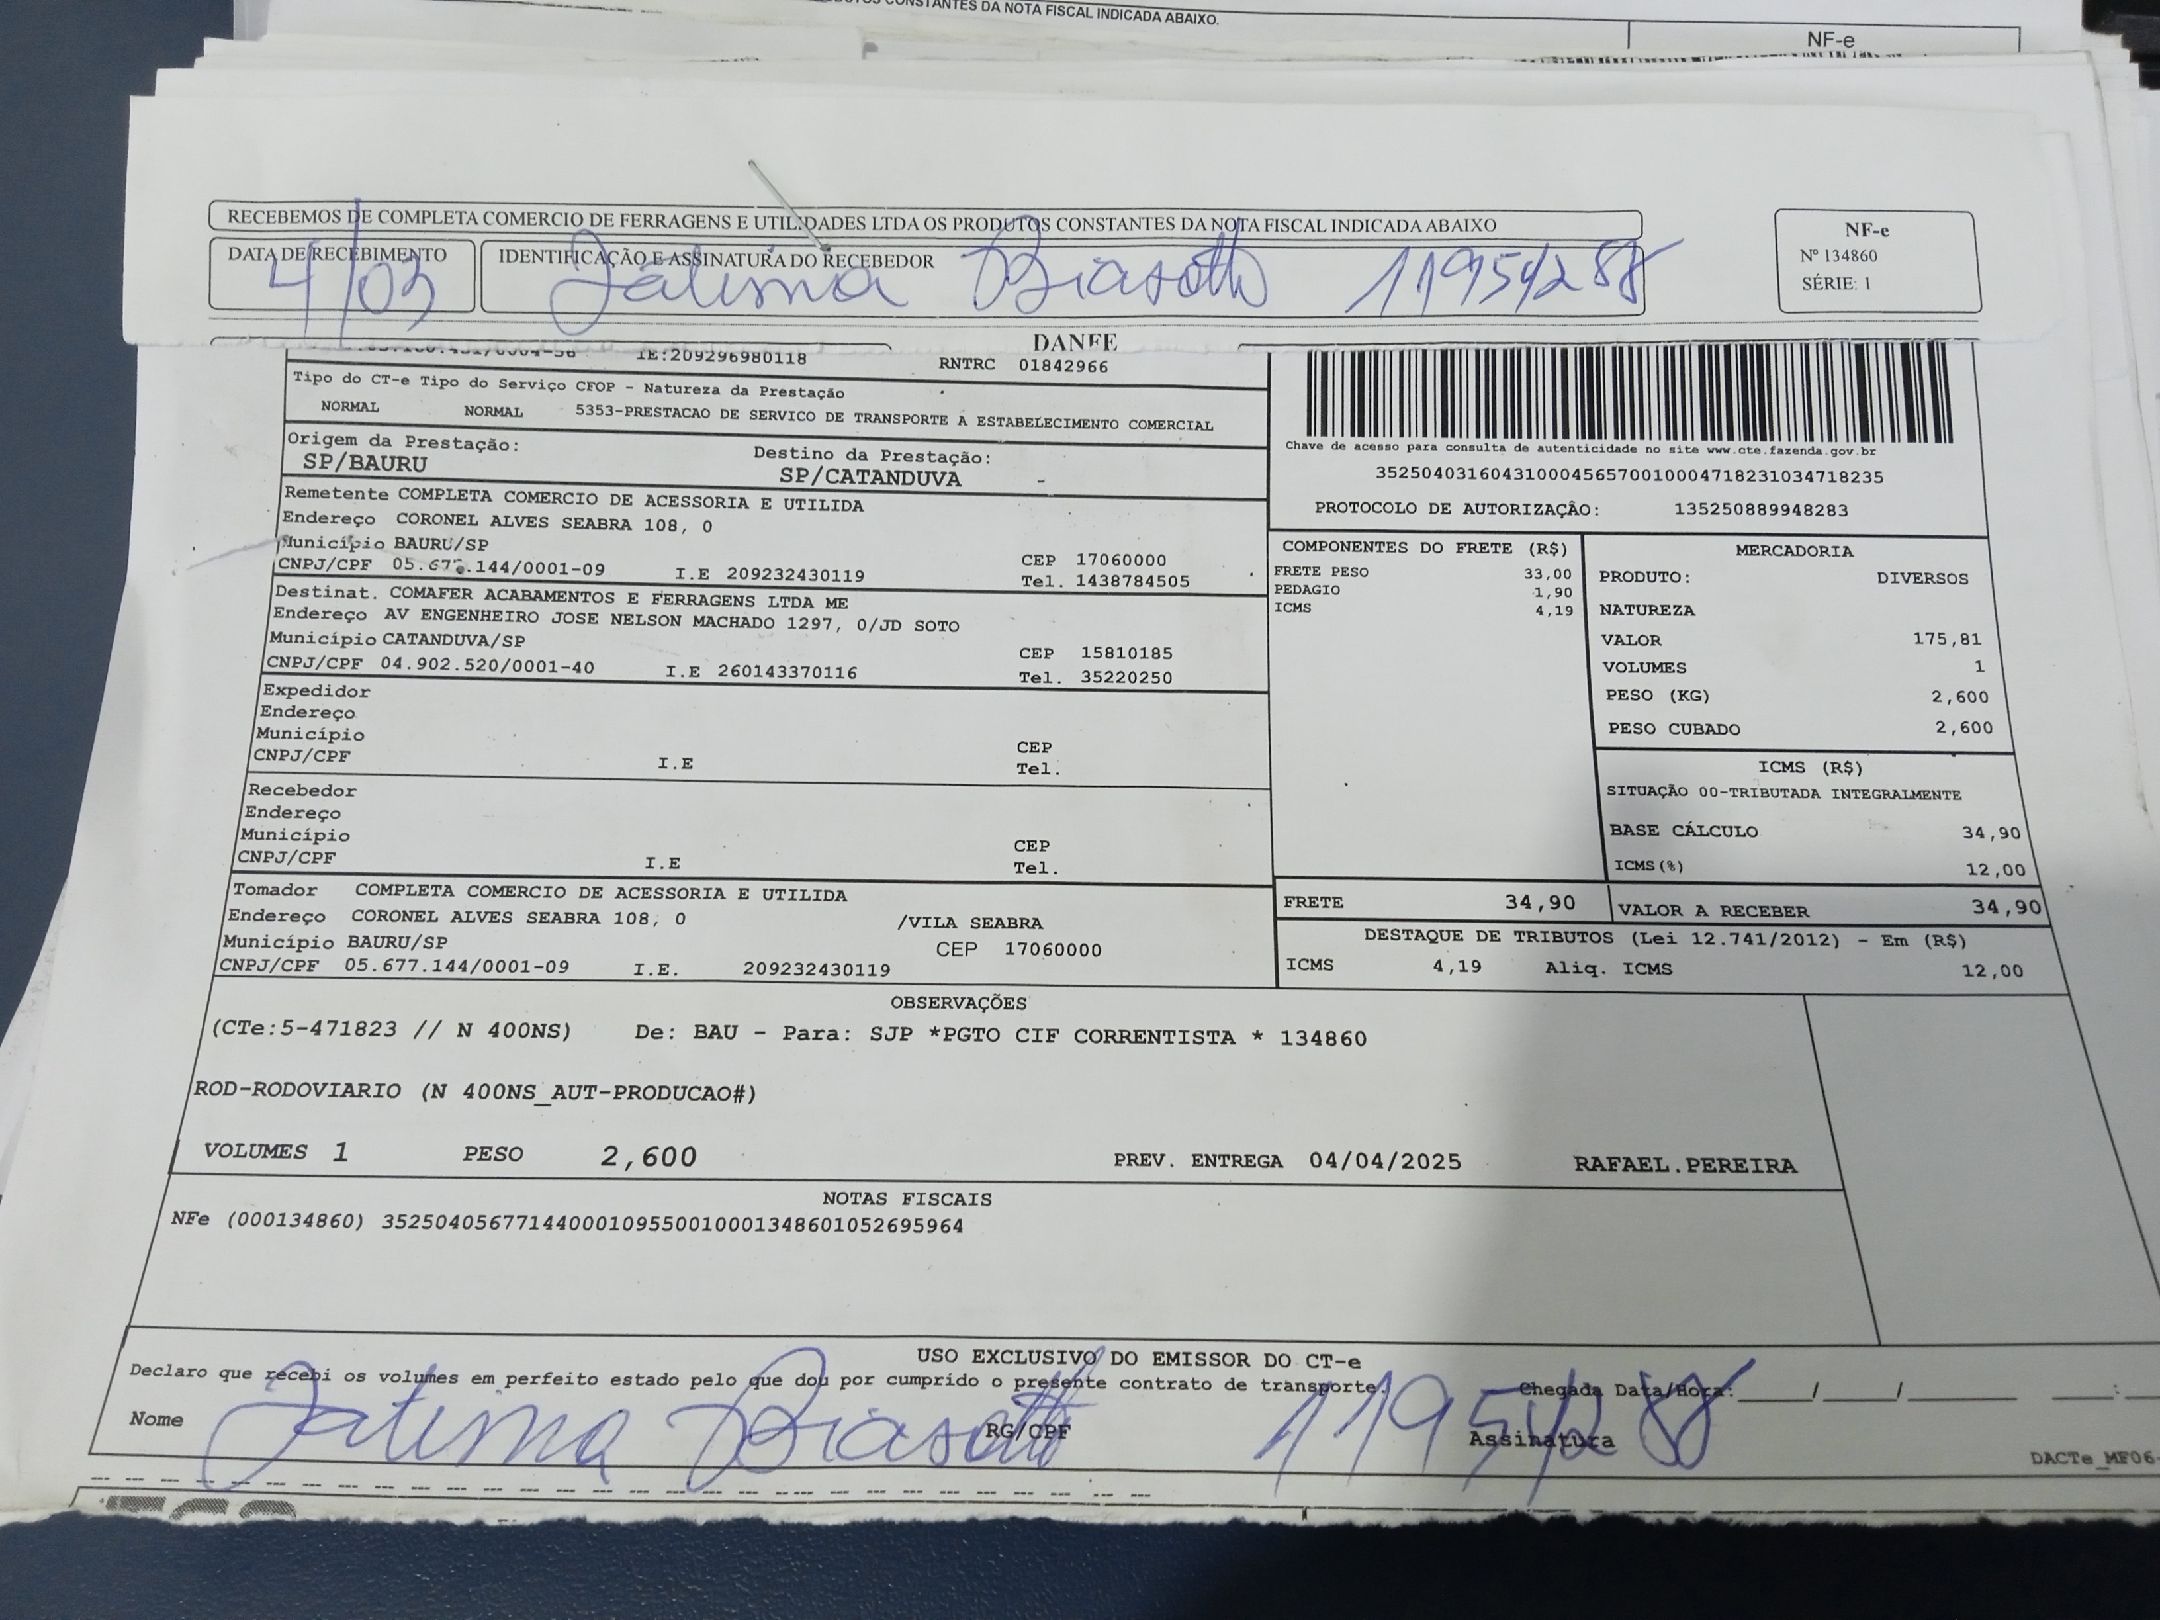 CONSTANTES DA NOTA FISCAL INDICADA ABAIXO.
NF-e
RECEBEMOS DE COMPLETA COMERCIO DE FERRAGENS E UTILIDADES LTDA OS PRODUTOS CONSTANTES DA NOTA FISCAL INDICADA ABAIXO
DATA DE RECEBIMENTO
4/03
IDENTIFICAÇÃO E ASSINATURA DO RECEBEDOR
Fatima Biasotto 119541288
NF-e
Nº 134860
SÉRIE: 1
DANFE
IE:209296980118 RNTRC 01842966
Tipo do CT-e Tipo do Serviço CFOP - Natureza da Prestação
NORMAL NORMAL 5353-PRESTACAO DE SERVICO DE TRANSPORTE A ESTABELECIMENTO COMERCIAL
Origem da Prestação: Destino da Prestação:
SP/BAURU SP/CATANDUVA -
Remetente COMPLETA COMERCIO DE ACESSORIA E UTILIDA
Endereço CORONEL ALVES SEABRA 108, 0
Município BAURU/SP CEP 17060000
CNPJ/CPF 05.677.144/0001-09 I.E 209232430119 Tel. 1438784505
Destinat. COMAFER ACABAMENTOS E FERRAGENS LTDA ME
Endereço AV ENGENHEIRO JOSE NELSON MACHADO 1297, 0/JD SOTO
Município CATANDUVA/SP CEP 15810185
CNPJ/CPF 04.902.520/0001-40 I.E 260143370116 Tel. 35220250
Expedidor
Endereço
Município CEP
CNPJ/CPF I.E Tel.
Recebedor
Endereço
Município CEP
CNPJ/CPF I.E Tel.
Tomador COMPLETA COMERCIO DE ACESSORIA E UTILIDA
Endereço CORONEL ALVES SEABRA 108, 0 /VILA SEABRA
Município BAURU/SP CEP 17060000
CNPJ/CPF 05.677.144/0001-09 I.E. 209232430119
Chave de acesso para consulta de autenticidade no site www.cte.fazenda.gov.br
35250403160431000456570010004718231034718235
PROTOCOLO DE AUTORIZAÇÃO: 135250889948283
COMPONENTES DO FRETE (R$)
FRETE PESO 33,00
PEDAGIO 1,90
ICMS 4,19
MERCADORIA
PRODUTO: DIVERSOS
NATUREZA
VALOR 175,81
VOLUMES 1
PESO (KG) 2,600
PESO CUBADO 2,600
ICMS (R$)
SITUAÇÃO 00-TRIBUTADA INTEGRALMENTE
BASE CÁLCULO 34,90
ICMS(%) 12,00
FRETE 34,90 VALOR A RECEBER 34,90
DESTAQUE DE TRIBUTOS (Lei 12.741/2012) - Em (R$)
ICMS 4,19 Aliq. ICMS 12,00
OBSERVAÇÕES
(CTe:5-471823 // N 400NS) De: BAU - Para: SJP *PGTO CIF CORRENTISTA * 134860
ROD-RODOVIARIO (N 400NS_AUT-PRODUCAO#)
VOLUMES 1 PESO 2,600 PREV. ENTREGA 04/04/2025 RAFAEL.PEREIRA
NOTAS FISCAIS
NFe (000134860) 35250405677144000109550010001348601052695964
USO EXCLUSIVO DO EMISSOR DO CT-e
Declaro que recebi os volumes em perfeito estado pelo que dou por cumprido o presente contrato de transporte. Chegada Data/Hora: / / :
Nome RG/CPF Assinatura
Fatima Biasotto 119541288
DACTe_MF06-